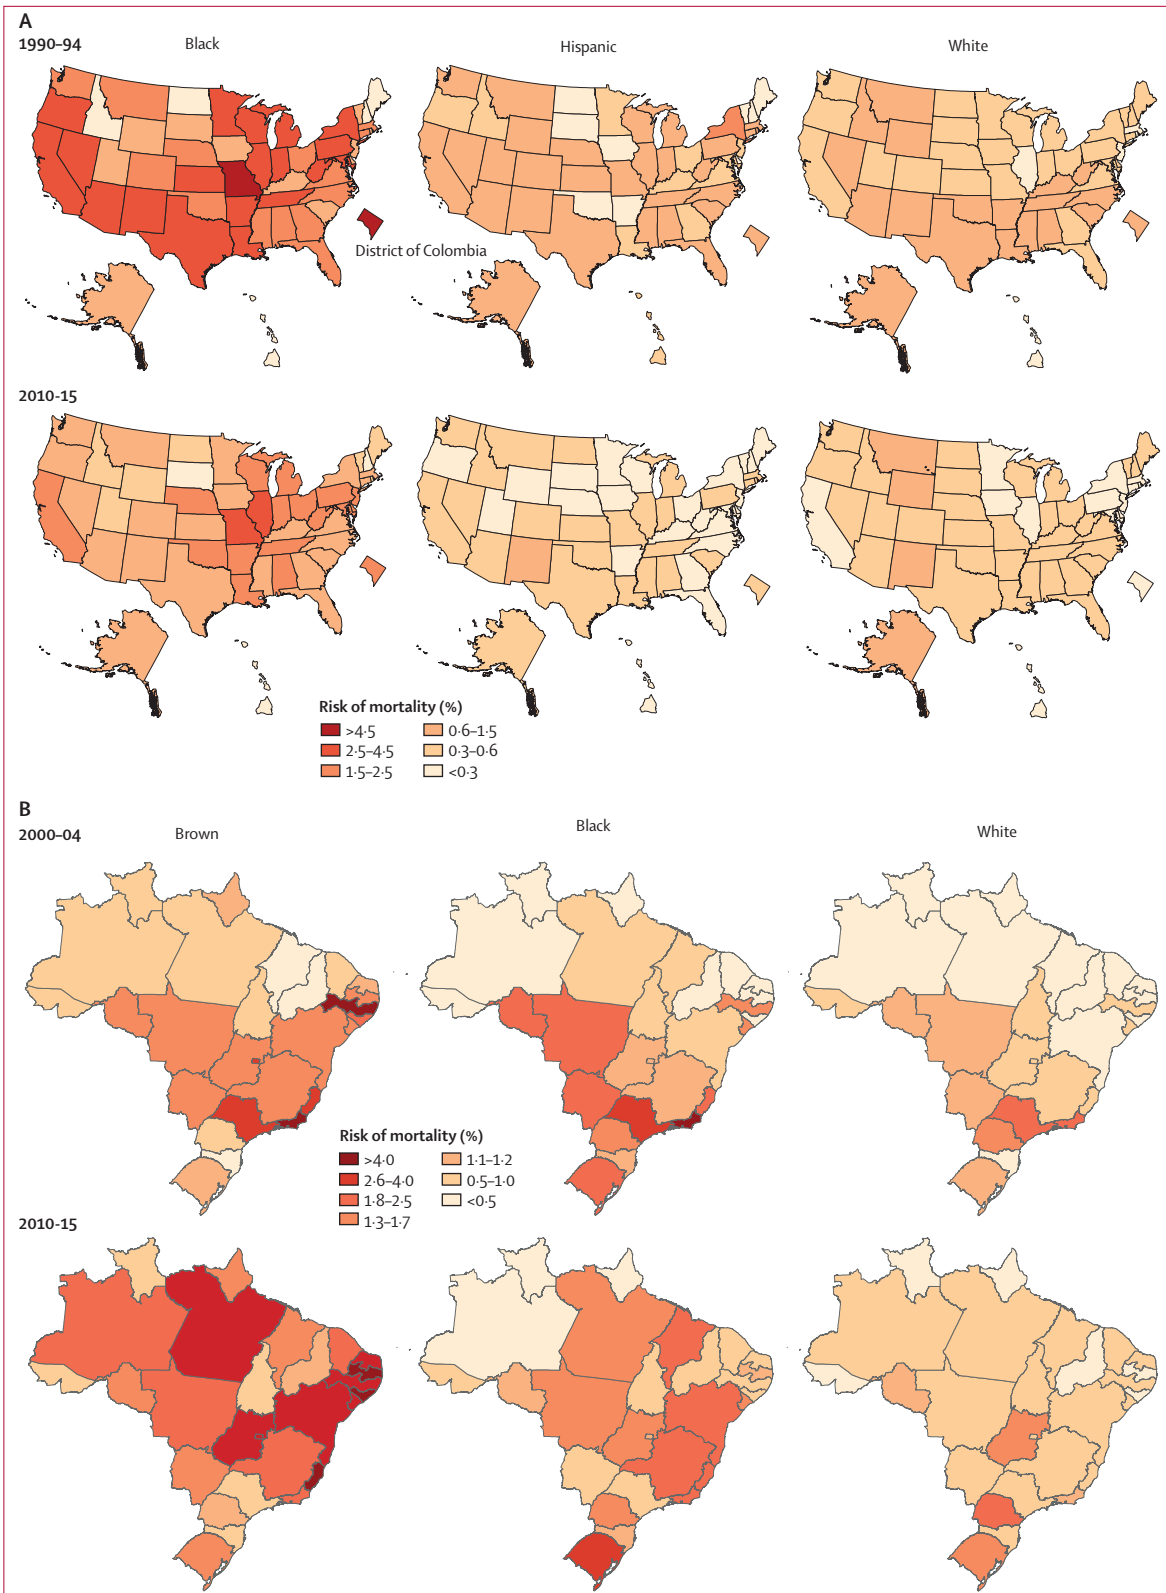 A
1990–94
Black
Hispanic
White
District of Colombia
2010-15
Risk of mortality (%)
>4·5
2·5–4·5
1·5–2·5
0·6–1·5
0·3–0·6
<0·3
B
2000–04
Brown
Black
White
Risk of mortality (%)
>4·0
2·6–4·0
1·8–2·5
1·3–1·7
1·1–1·2
0·5–1·0
<0·5
2010-15